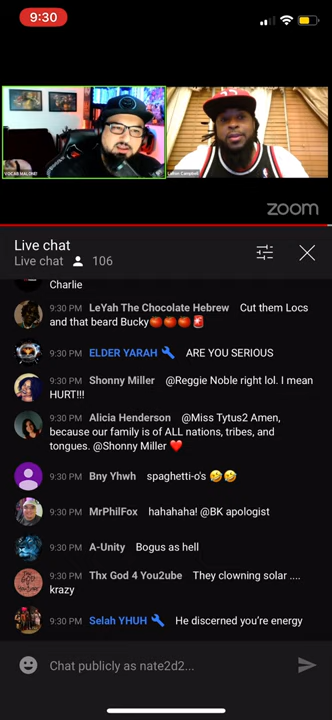 9:30
VOCAB MALONE
zoom
Live chat
Live chat 106
Charlie
9:30 PM LeYah The Chocolate Hebrew Cut them Locs
and that beard Bucky🍅🍅🍅🚨
9:30 PM ELDER YARAH ARE YOU SERIOUS
9:30 PM Shonny Miller @Reggie Noble right lol. I mean
HURT!!!
9:30 PM Alicia Henderson @Miss Tytus2 Amen,
because our family is of ALL nations, tribes, and
tongues. @Shonny Miller ❤️
9:30 PM Bny Yhwh spaghetti-o's 🤣🤣
9:30 PM MrPhilFox hahahaha! @BK apologist
9:30 PM A-Unity Bogus as hell
9:30 PM Thx God 4 You2ube They clowning solar ....
krazy
9:30 PM Selah YHUH He discerned you're energy
Chat publicly as nate2d2...